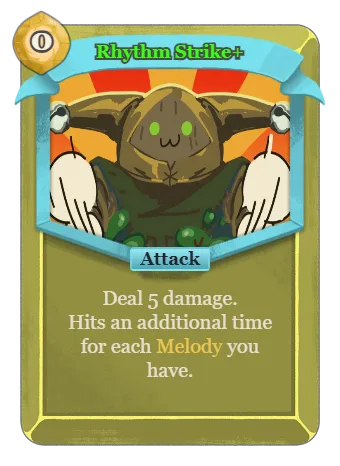 0
Rhythm Strike+
Attack
Deal 5 damage.
Hits an additional time
for each Melody you
have.